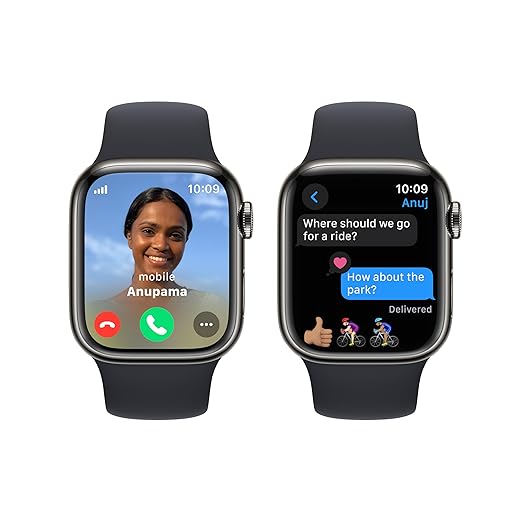 10:09
mobile
Anupama
10:09
Anuj
Where should we go
for a ride?
How about the
park?
Delivered